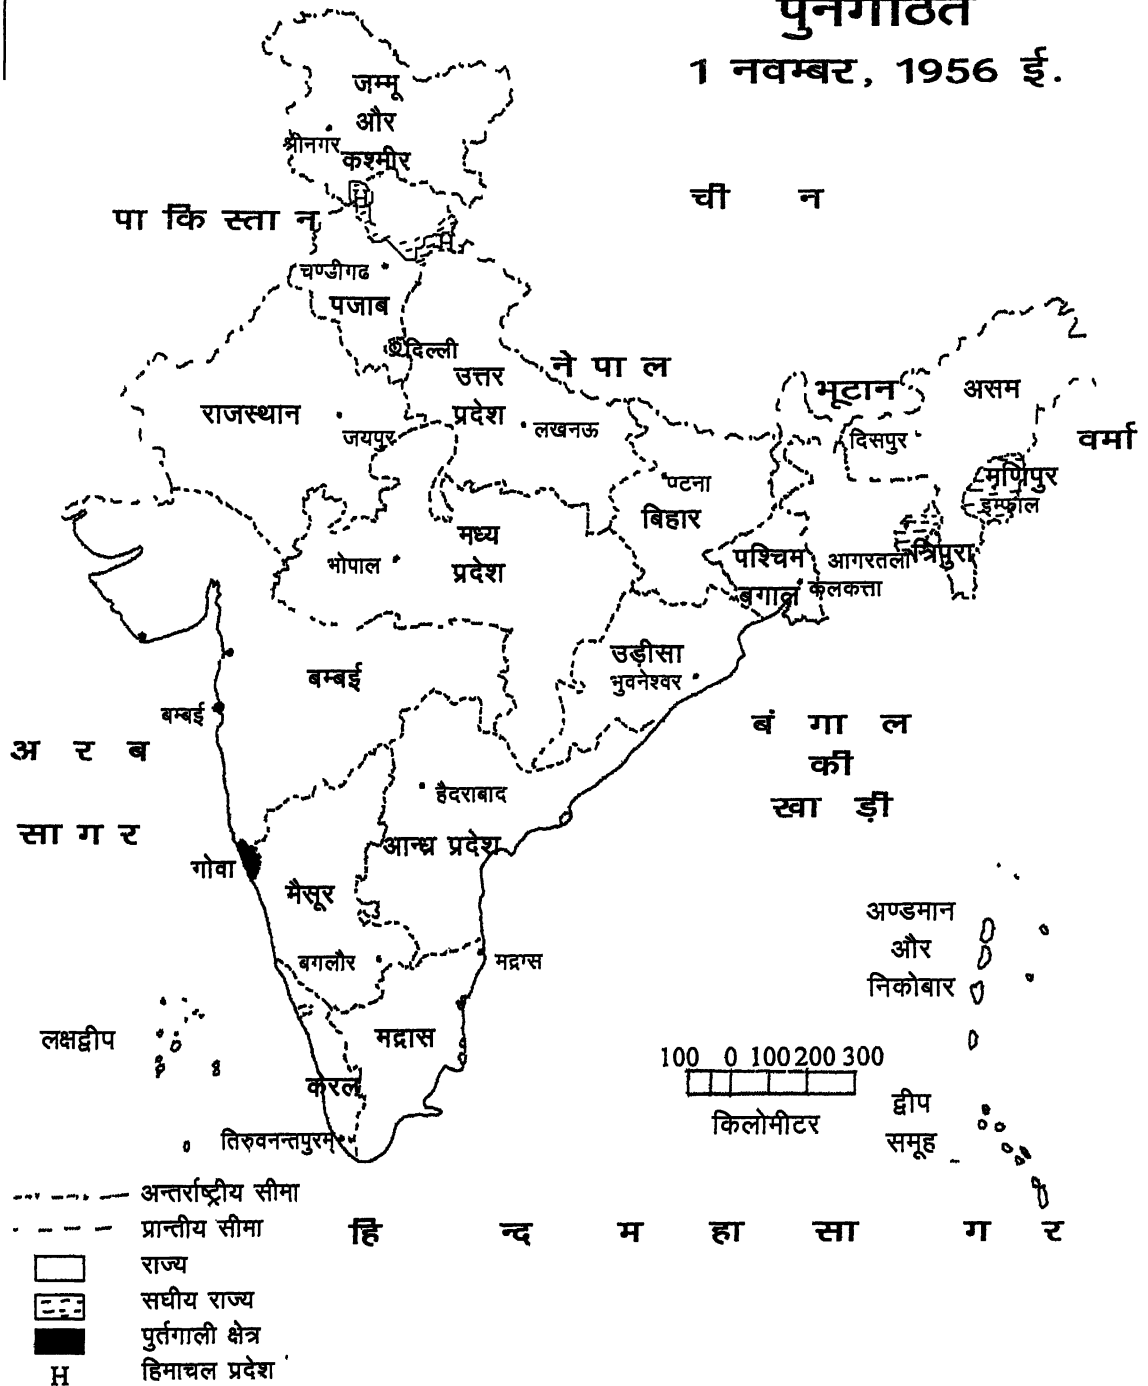 पुनर्गठित
1 नवम्बर, 1956 ई.
जम्मू
और
श्रीनगर
कश्मीर
ची न
पा कि स्ता न
H
H
चण्डीगढ
पजाब
दिल्ली
उत्तर
प्रदेश
ने पा ल
भूटान
असम
राजस्थान
जयपुर
लखनऊ
दिसपुर
वर्मा
पटना
बिहार
मणिपुर
इम्फाल
मध्य
प्रदेश
भोपाल
पश्चिम
बगाल
आगरतला
त्रिपुरा
कलकत्ता
उड़ीसा
भुवनेश्वर
बम्बई
बम्बई
अ र ब
सा ग र
बं गा ल
की
खा ड़ी
हैदराबाद
आन्ध्र प्रदेश
गोवा
मैसूर
बगलौर
मद्रास
अण्डमान
और
निकोबार
लक्षद्वीप
मद्रास
करल
तिरुवनन्तपुरम्
100 0 100 200 300
किलोमीटर
द्वीप
समूह
अन्तर्राष्ट्रीय सीमा
प्रान्तीय सीमा
हि न्द म हा सा ग र
राज्य
सघीय राज्य
पुर्तगाली क्षेत्र
H हिमाचल प्रदेश